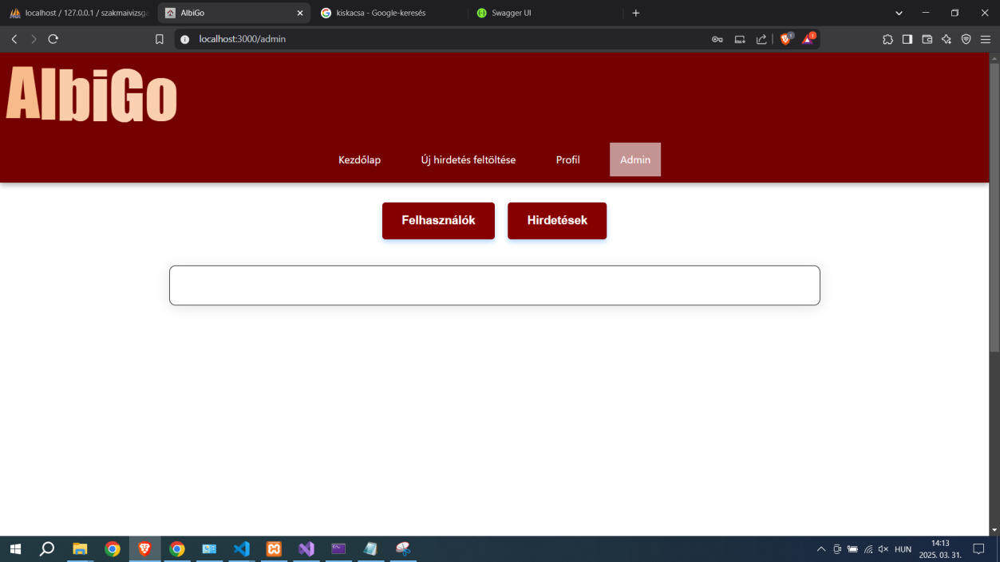 localhost / 127.0.0.1 / szakmaivizsga
AlbiGo
kiskacsa - Google-keresés
Swagger UI
localhost:3000/admin
AlbiGo
Kezdőlap
Új hirdetés feltöltése
Profil
Admin
Felhasználók
Hirdetések
HUN
14:13
2025. 03. 31.